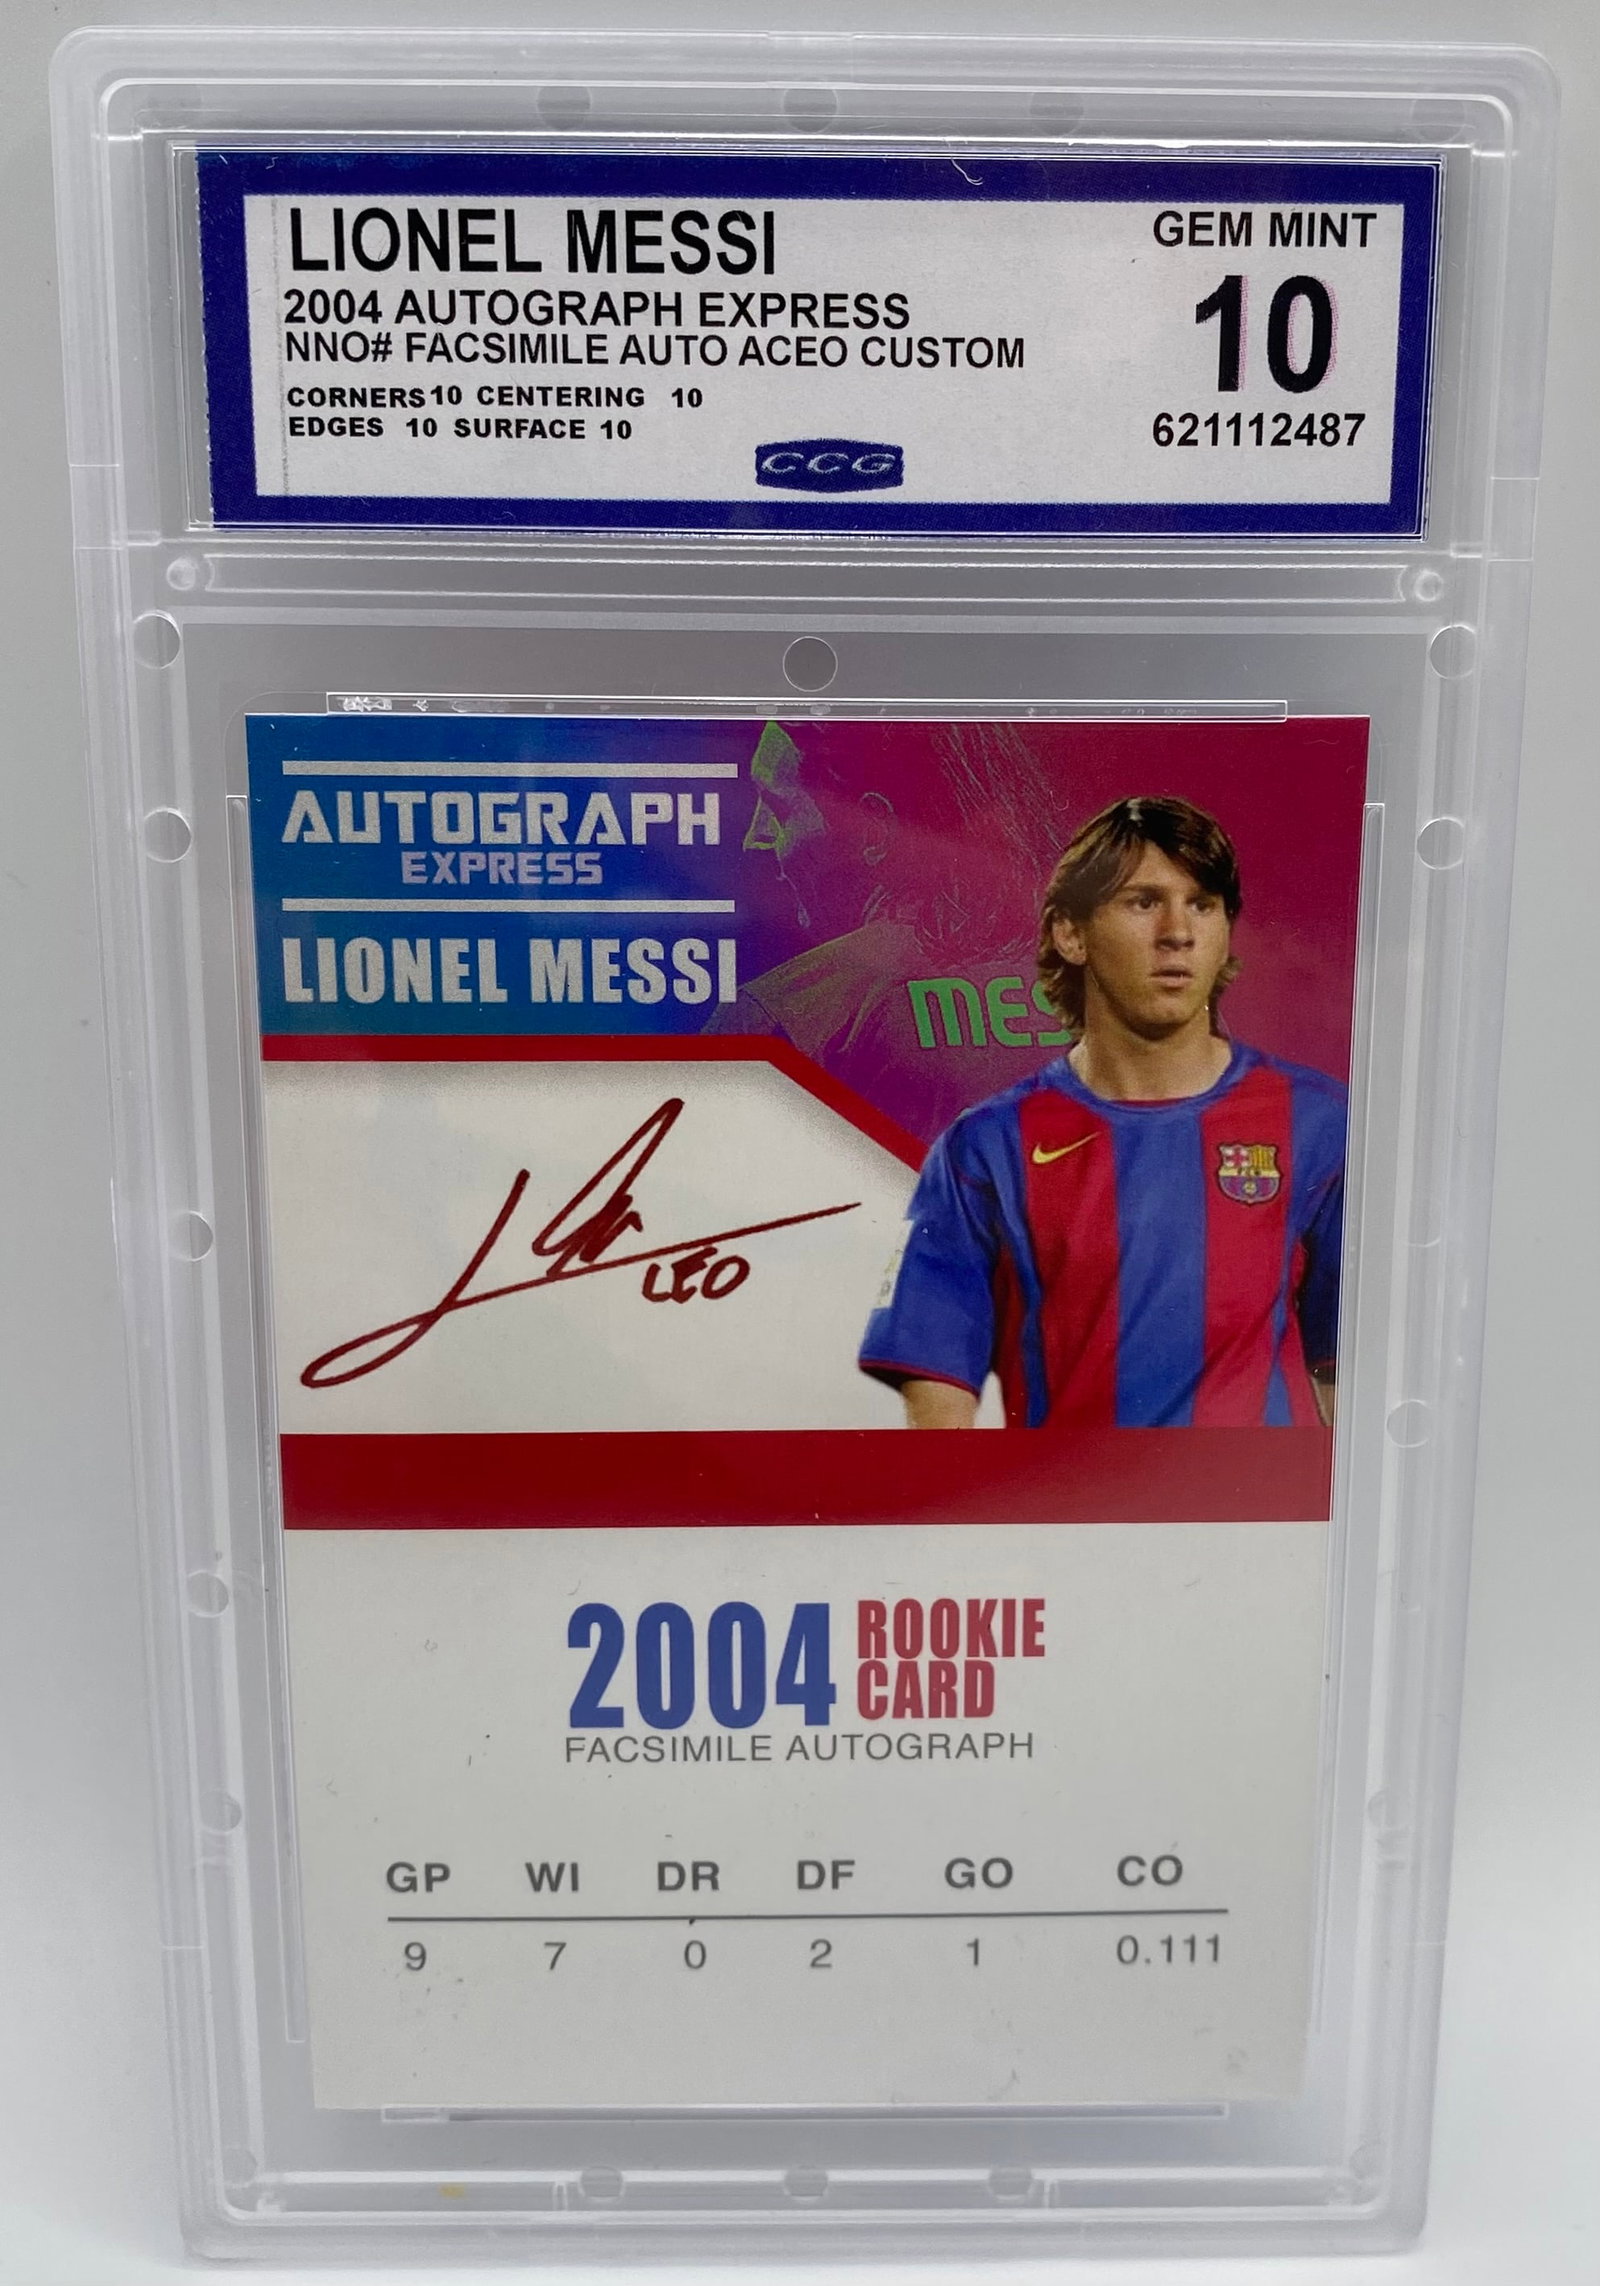 LIONEL MESSI
2004 AUTOGRAPH EXPRESS
NNO# FACSIMILE AUTO ACEO CUSTOM
CORNERS 10 CENTERING 10
EDGES 10 SURFACE 10
GEM MINT
10
621112487
CCG
AUTOGRAPH
EXPRESS
LIONEL MESSI
MES
LEO
2004 ROOKIE CARD
FACSIMILE AUTOGRAPH
GP WI DR DF GO CO
9 7 0 2 1 0.111